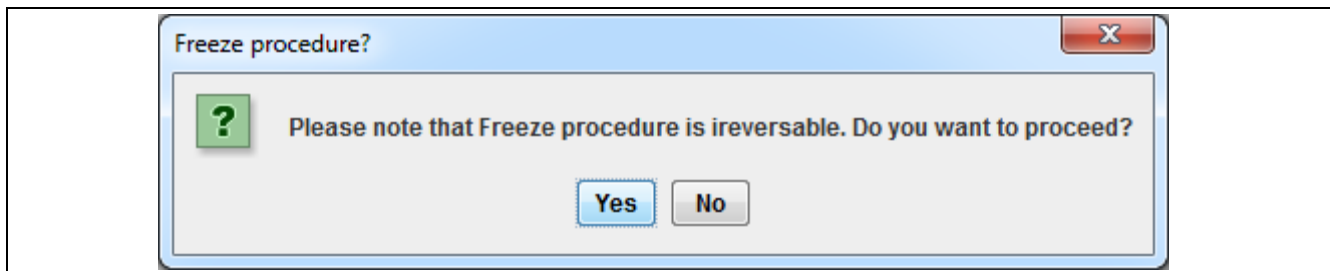 Freeze procedure?
Please note that Freeze procedure is ireversable. Do you want to proceed?
Yes No